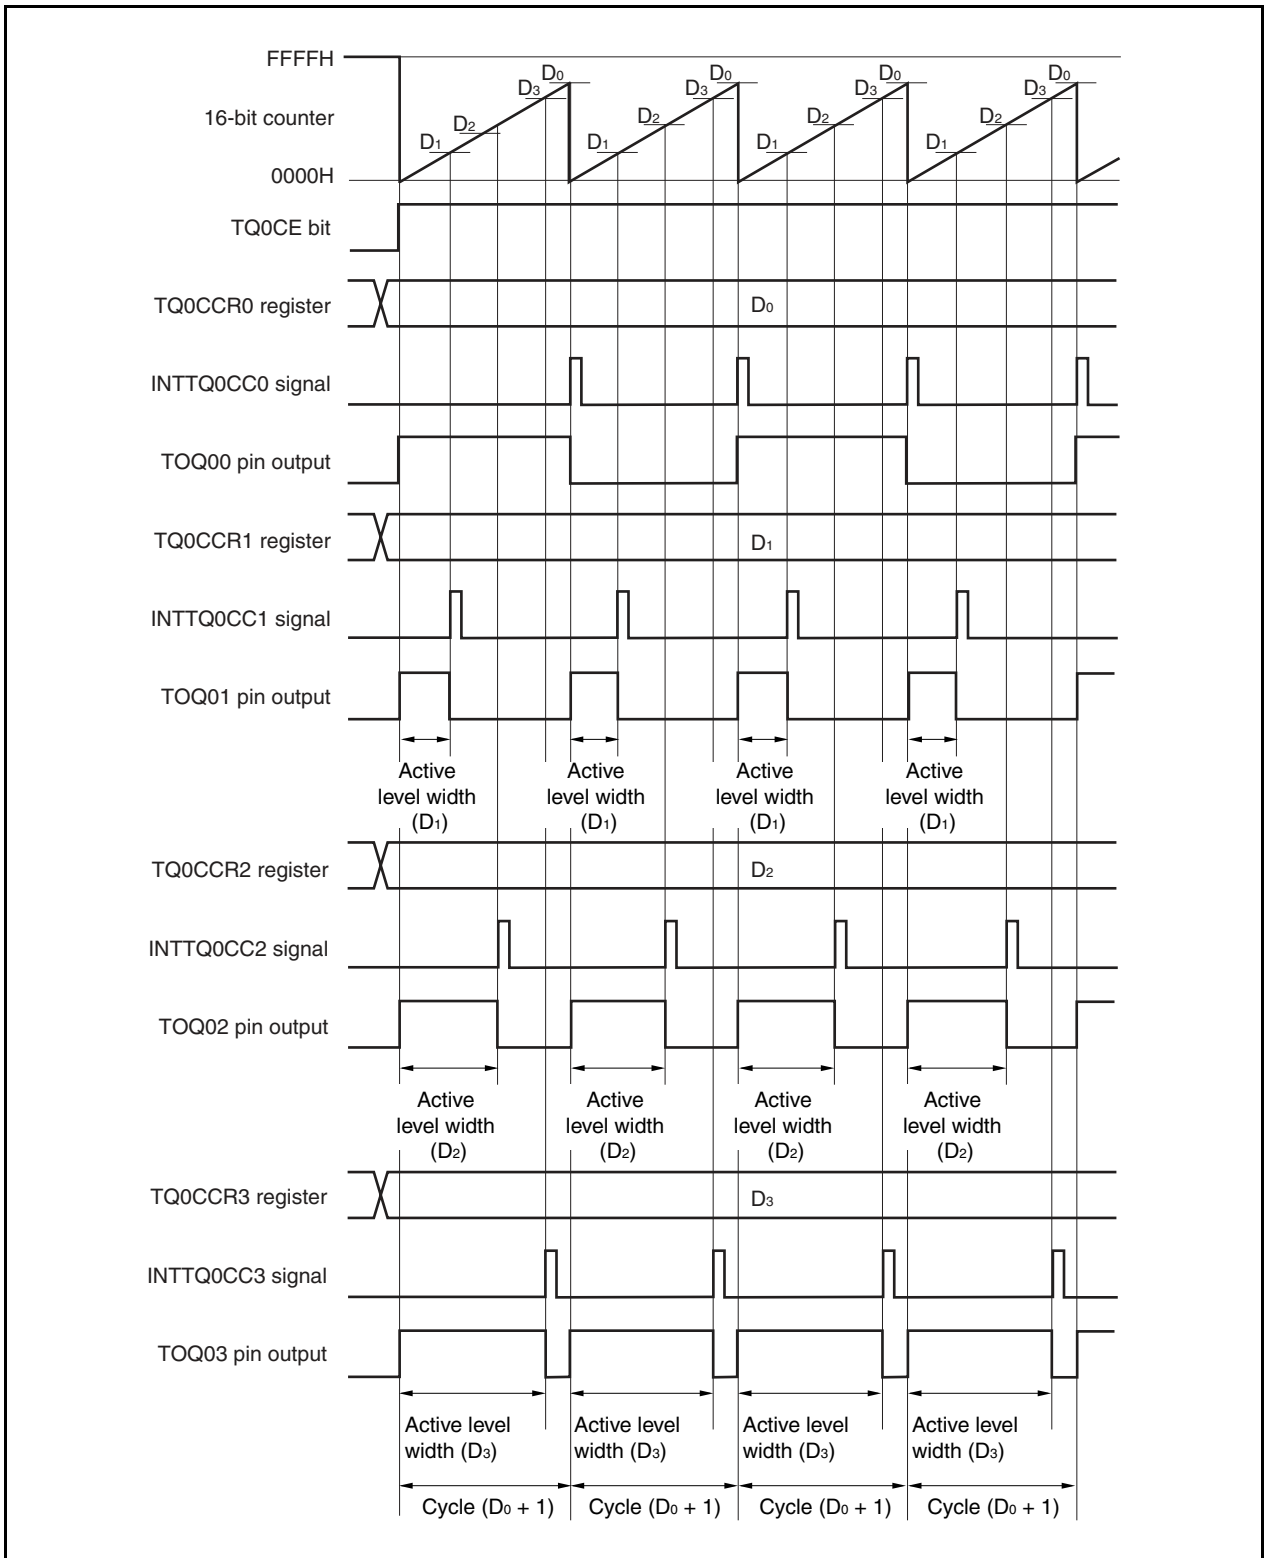 FFFFH
16-bit counter
0000H
D1
D2
D3
D0
D1
D2
D3
D0
D1
D2
D3
D0
D1
D2
D3
D0
TQ0CE bit
TQ0CCR0 register
D0
INTTQ0CC0 signal
TOQ00 pin output
TQ0CCR1 register
D1
INTTQ0CC1 signal
TOQ01 pin output
Active
level width
(D1)
Active
level width
(D1)
Active
level width
(D1)
Active
level width
(D1)
TQ0CCR2 register
D2
INTTQ0CC2 signal
TOQ02 pin output
Active
level width
(D2)
Active
level width
(D2)
Active
level width
(D2)
Active
level width
(D2)
TQ0CCR3 register
D3
INTTQ0CC3 signal
TOQ03 pin output
Active level
width (D3)
Active level
width (D3)
Active level
width (D3)
Active level
width (D3)
Cycle (D0 + 1)
Cycle (D0 + 1)
Cycle (D0 + 1)
Cycle (D0 + 1)